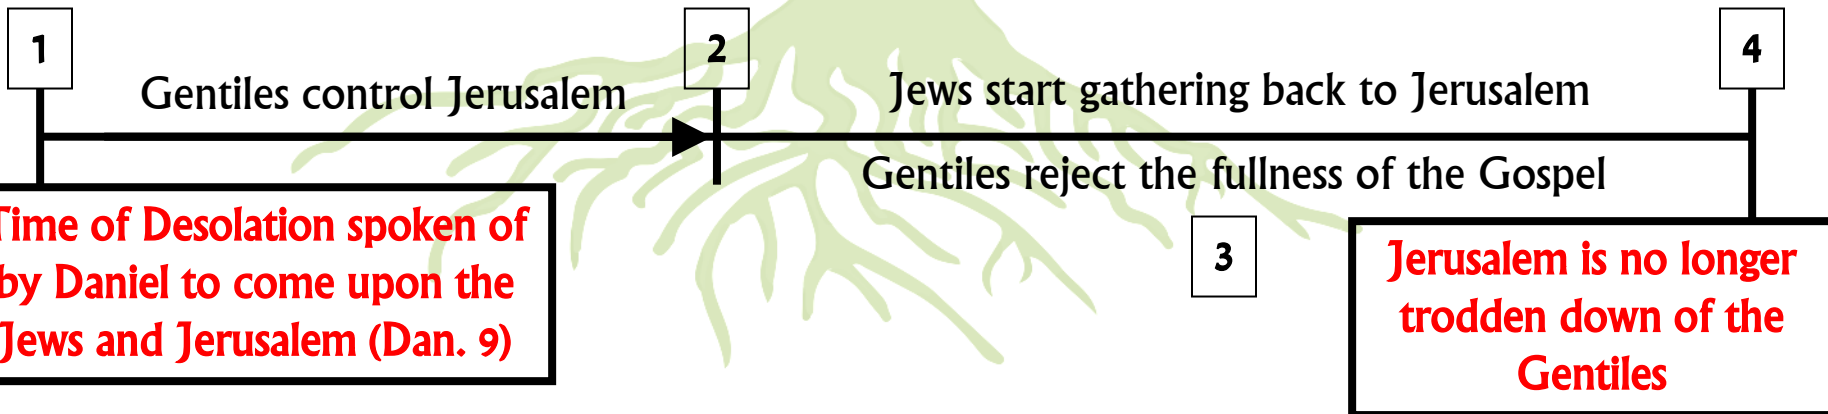 1
2
4
Gentiles control Jerusalem
Jews start gathering back to Jerusalem
Gentiles reject the fullness of the Gospel
Time of Desolation spoken of
by Daniel to come upon the
Jews and Jerusalem (Dan. 9)
3
Jerusalem is no longer
trodden down of the
Gentiles